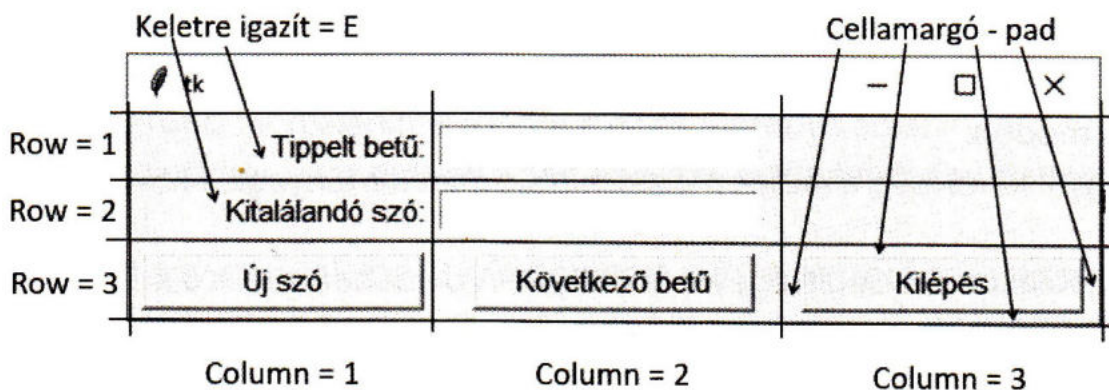 Keletre igazít = E
Cellamargó - pad
tk
Row = 1
Tippelt betű:
Row = 2
Kitalálandó szó:
Row = 3
Új szó
Következő betű
Kilépés
Column = 1
Column = 2
Column = 3